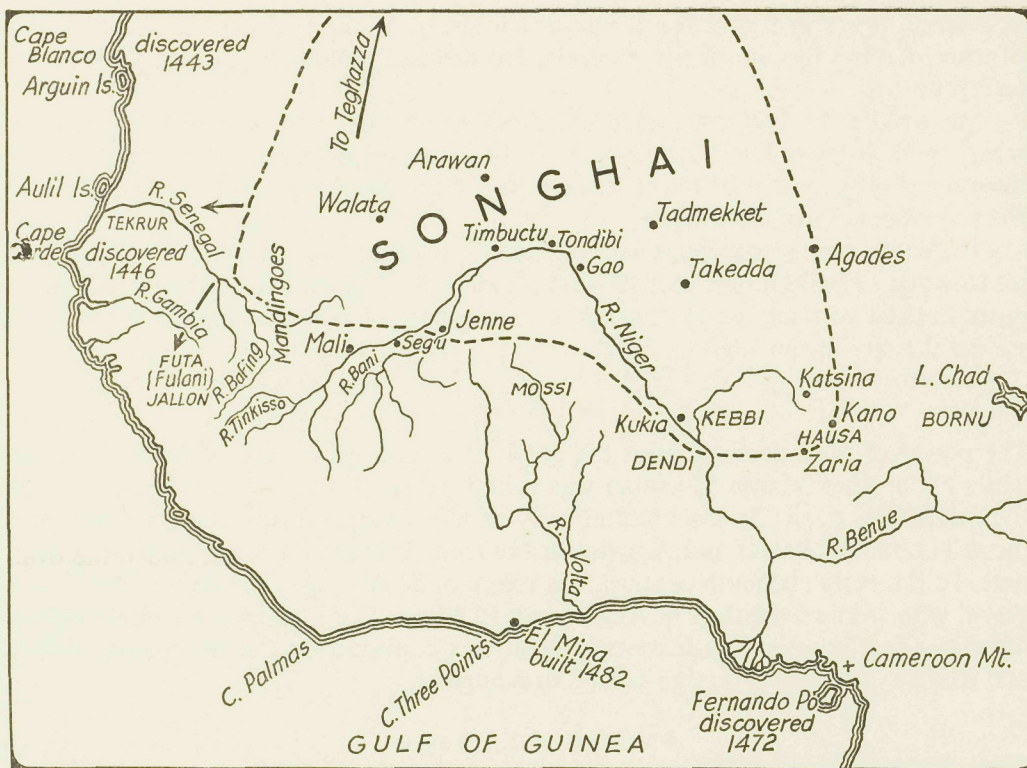 Cape
Blanco
discovered
1443
Arguin Is.
To Teghazza
Arawan
SONGHAI
Aulil Is.
R. Senegal
Walata
Tadmekket
TEKRUR
Timbuctu
Tondibi
Cape
discovered
1446
Gao
Agades
Takedda
R. Gambia
Mandingoes
Jenne
R. Niger
Mali
Segu
FUTA
(Fulani)
JALLON
R. Bafing
R. Bani
R. Tinkisso
MOSSI
Katsina
L. Chad
Kukia
KEBBI
Kano
BORNU
HAUSA
DENDI
Zaria
R. Benue
R. Volta
El Mina
built 1482
C. Palmas
C. Three Points
Cameroon Mt.
Fernando Po
discovered
1472
GULF OF GUINEA